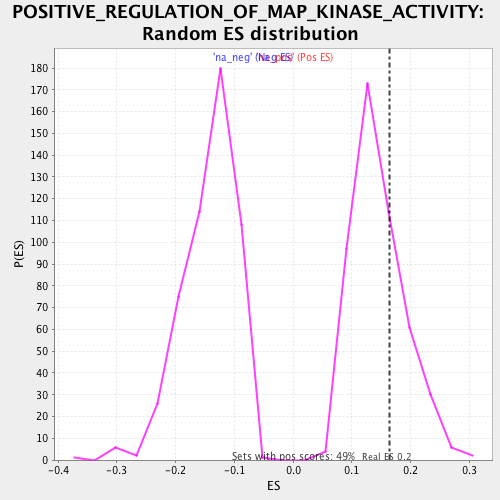 POSITIVE_REGULATION_OF_MAP_KINASE_ACTIVITY:
Random ES distribution
'na_neg' (Neg ES)
'na_pos' (Pos ES)
180
170
160
150
140
130
120
110
100
90
80
70
60
50
40
30
20
10
0
P(ES)
Sets with pos scores: 49%
Real ES 0.2
-0.4 -0.3 -0.2 -0.1 0.0 0.1 0.2 0.3
ES